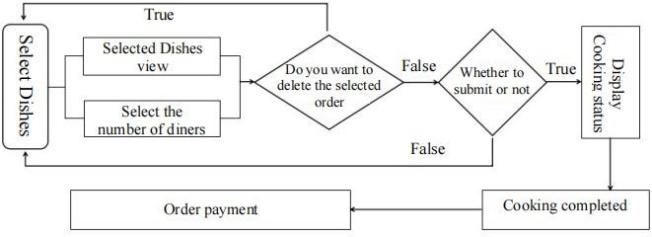 True
Select Dishes
Selected Dishes
view
Select the
number of diners
Do you want to
delete the selected
order
False
Whether to
submit or not
True
Display
Cooking status
False
Order payment
Cooking completed